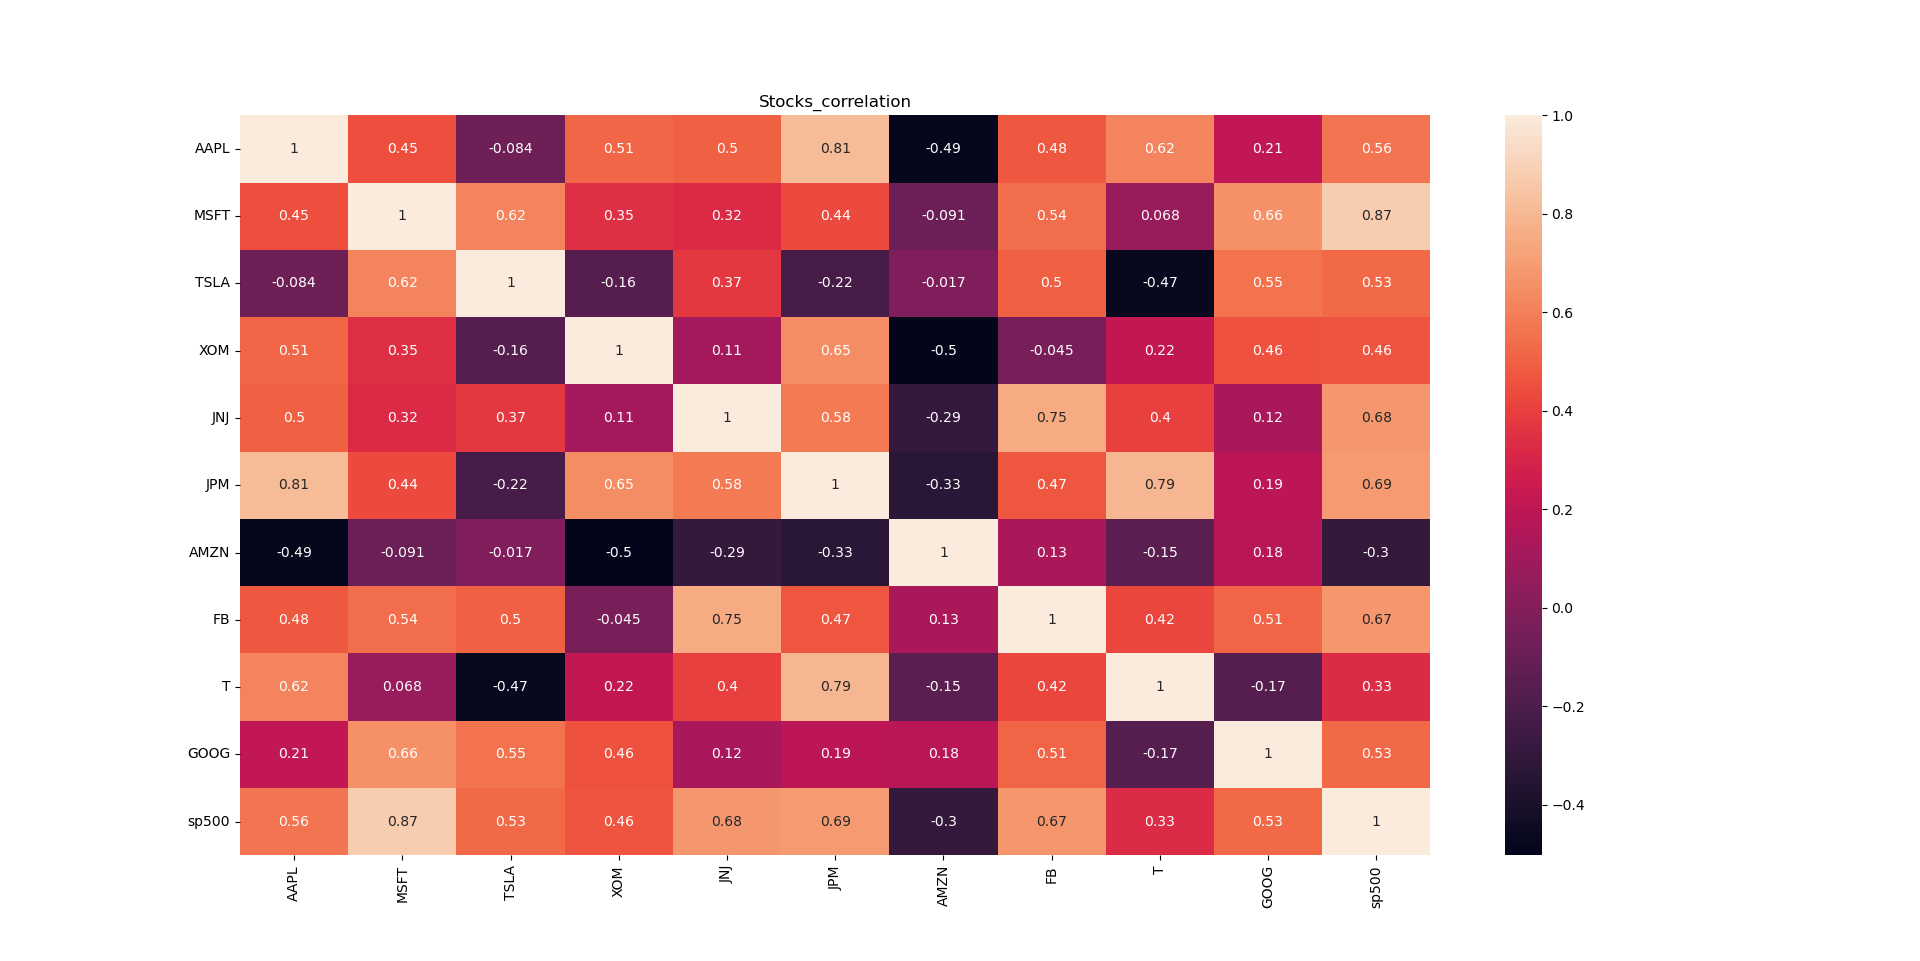 Stocks_correlation
AAPL 1 0.45 -0.084 0.51 0.5 0.81 -0.49 0.48 0.62 0.21 0.56
MSFT 0.45 1 0.62 0.35 0.32 0.44 -0.091 0.54 0.068 0.66 0.87
TSLA -0.084 0.62 1 -0.16 0.37 -0.22 -0.017 0.5 -0.47 0.55 0.53
XOM 0.51 0.35 -0.16 1 0.11 0.65 -0.5 -0.045 0.22 0.46 0.46
JNJ 0.5 0.32 0.37 0.11 1 0.58 -0.29 0.75 0.4 0.12 0.68
JPM 0.81 0.44 -0.22 0.65 0.58 1 -0.33 0.47 0.79 0.19 0.69
AMZN -0.49 -0.091 -0.017 -0.5 -0.29 -0.33 1 0.13 -0.15 0.18 -0.3
FB 0.48 0.54 0.5 -0.045 0.75 0.47 0.13 1 0.42 0.51 0.67
T 0.62 0.068 -0.47 0.22 0.4 0.79 -0.15 0.42 1 -0.17 0.33
GOOG 0.21 0.66 0.55 0.46 0.12 0.19 0.18 0.51 -0.17 1 0.53
sp500 0.56 0.87 0.53 0.46 0.68 0.69 -0.3 0.67 0.33 0.53 1
AAPL MSFT TSLA XOM JNJ JPM AMZN FB T GOOG sp500
1.0
0.8
0.6
0.4
0.2
0.0
−0.2
−0.4